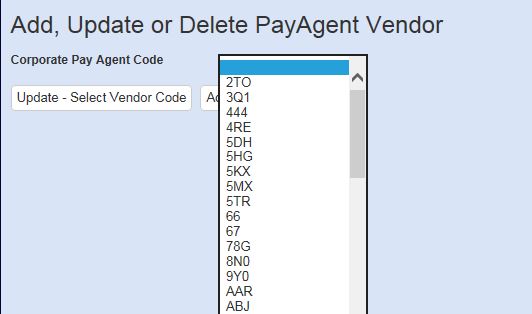 Add, Update or Delete PayAgent Vendor
Corporate Pay Agent Code
Update - Select Vendor Code
2TO
3Q1
444
4RE
5DH
5HG
5KX
5MX
5TR
66
67
78G
8N0
9Y0
AAR
ABJ